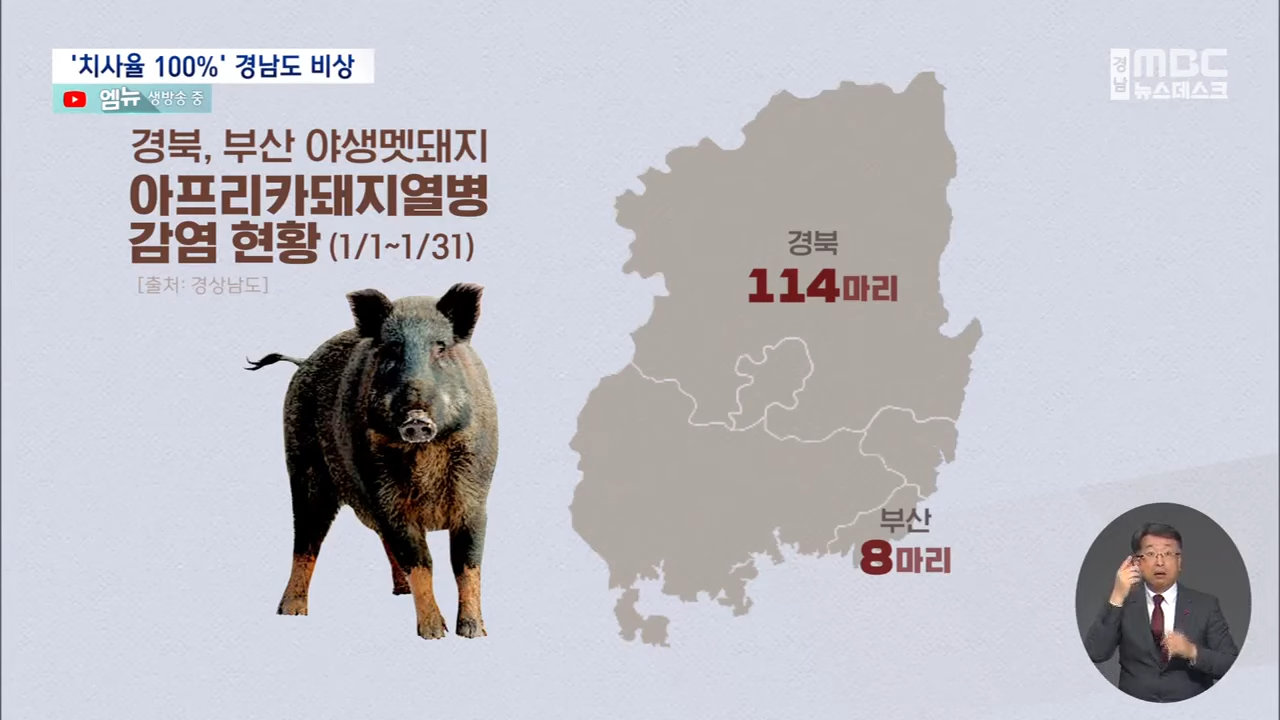 '치사율 100%' 경남도 비상
엠뉴 생방송 중
경남 MBC 뉴스데스크
경북, 부산 야생멧돼지
아프리카돼지열병
감염 현황 (1/1~1/31)
[출처: 경상남도]
경북
114마리
부산
8마리